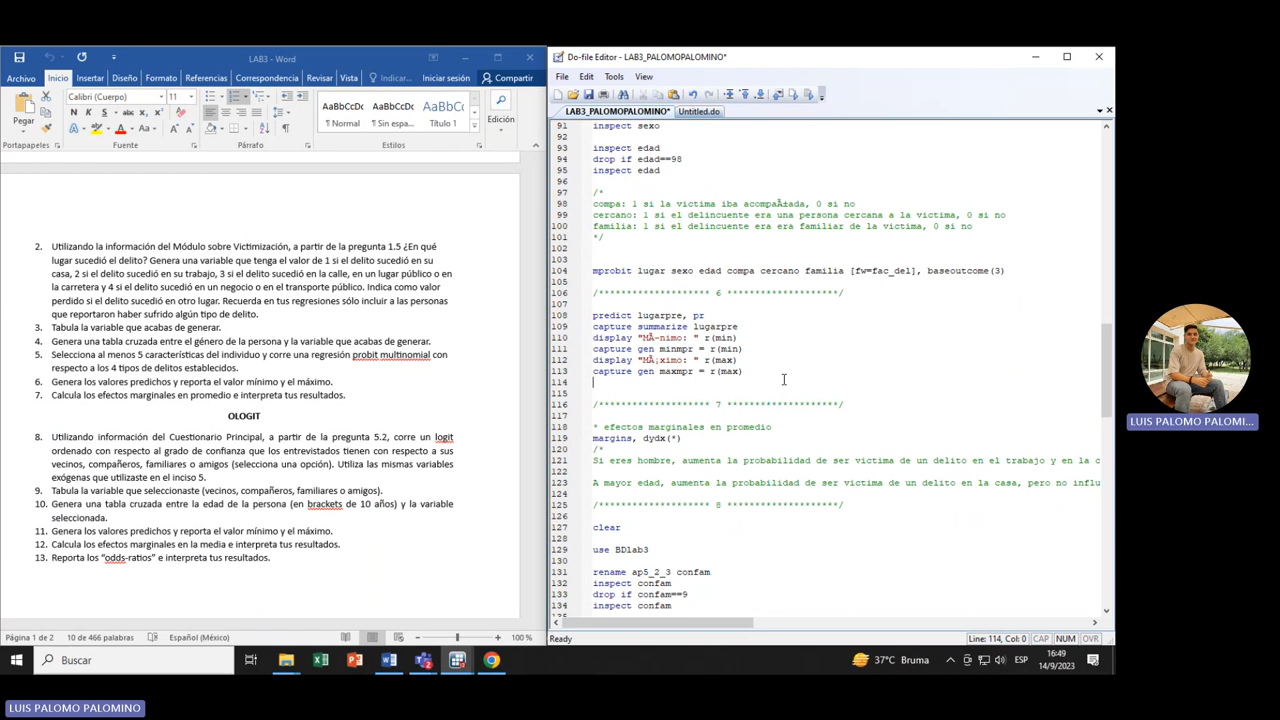 LAB3 - Word
Archivo Inicio Insertar Diseño Formato Referencias Correspondencia Revisar Vista Indicar... Iniciar sesión Compartir
Calibri (Cuerpo) 11
N K S abc X₂ X²
Pegar
AaBbCcDc AaBbCcDc AaBbCcD
¶ Normal ¶ Sin espa... Título 1
Edición
Portapapeles Fuente Párrafo Estilos
2. Utilizando la información del Módulo sobre Victimización, a partir de la pregunta 1.5 ¿En qué
lugar sucedió el delito? Genera una variable que tenga el valor de 1 si el delito sucedió en su
casa, 2 si el delito sucedió en su trabajo, 3 si el delito sucedió en la calle, en un lugar público o en
la carretera y 4 si el delito sucedió en un negocio o en el transporte público. Indica como valor
perdido si el delito sucedió en otro lugar. Recuerda en tus regresiones sólo incluir a las personas
que reportaron haber sufrido algún tipo de delito.
3. Tabula la variable que acabas de generar.
4. Genera una tabla cruzada entre el género de la persona y la variable que acabas de generar.
5. Selecciona al menos 5 características del individuo y corre una regresión probit multinomial con
respecto a los 4 tipos de delitos establecidos.
6. Genera los valores predichos y reporta el valor mínimo y el máximo.
7. Calcula los efectos marginales en promedio e interpreta tus resultados.
OLOGIT
8. Utilizando información del Cuestionario Principal, a partir de la pregunta 5.2, corre un logit
ordenado con respecto al grado de confianza que los entrevistados tienen con respecto a sus
vecinos, compañeros, familiares o amigos (selecciona una opción). Utiliza las mismas variables
exógenas que utilizaste en el inciso 5.
9. Tabula la variable que seleccionaste (vecinos, compañeros, familiares o amigos).
10. Genera una tabla cruzada entre la edad de la persona (en brackets de 10 años) y la variable
seleccionada.
11. Genera los valores predichos y reporta el valor mínimo y el máximo.
12. Calcula los efectos marginales en la media e interpreta tus resultados.
13. Reporta los “odds-ratios” e interpreta tus resultados.
Página 1 de 2 10 de 466 palabras Español (México) 100 %
Do-file Editor - LAB3_PALOMOPALOMINO*
File Edit Tools View
LAB3_PALOMOPALOMINO* Untitled.do
91 inspect sexo
92
93 inspect edad
94 drop if edad==98
95 inspect edad
96
97 /*
98 compa: 1 si la victima iba acompaÃ±ada, 0 si no
99 cercano: 1 si el delincuente era una persona cercana a la victima, 0 si no
100 familia: 1 si el delincuente era era familiar de la victima, 0 si no
101 */
102
103
104 mprobit lugar sexo edad compa cercano familia [fw=fac_del], baseoutcome(3)
105
106 /******************** 6 ********************/
107
108 predict lugarpre, pr
109 capture summarize lugarpre
110 display "MÃ­nimo: " r(min)
111 capture gen minmpr = r(min)
112 display "MÃ¡ximo: " r(max)
113 capture gen maxmpr = r(max)
114
115
116 /******************** 7 ********************/
117
118 * efectos marginales en promedio
119 margins, dydx(*)
120 /*
121 Si eres hombre, aumenta la probabilidad de ser victima de un delito en el trabajo y en la c
122
123 A mayor edad, aumenta la probabilidad de ser victima de un delito en la casa, pero no influ
124
125 /******************** 8 ********************/
126
127 clear
128
129 use BDlab3
130
131 rename ap5_2_3 confam
132 inspect confam
133 drop if confam==9
134 inspect confam
Ready Line: 114, Col: 0 CAP NUM OVR
LUIS PALOMO PALOMI...
Buscar
37°C Bruma ESP 16:49
14/9/2023
LUIS PALOMO PALOMINO